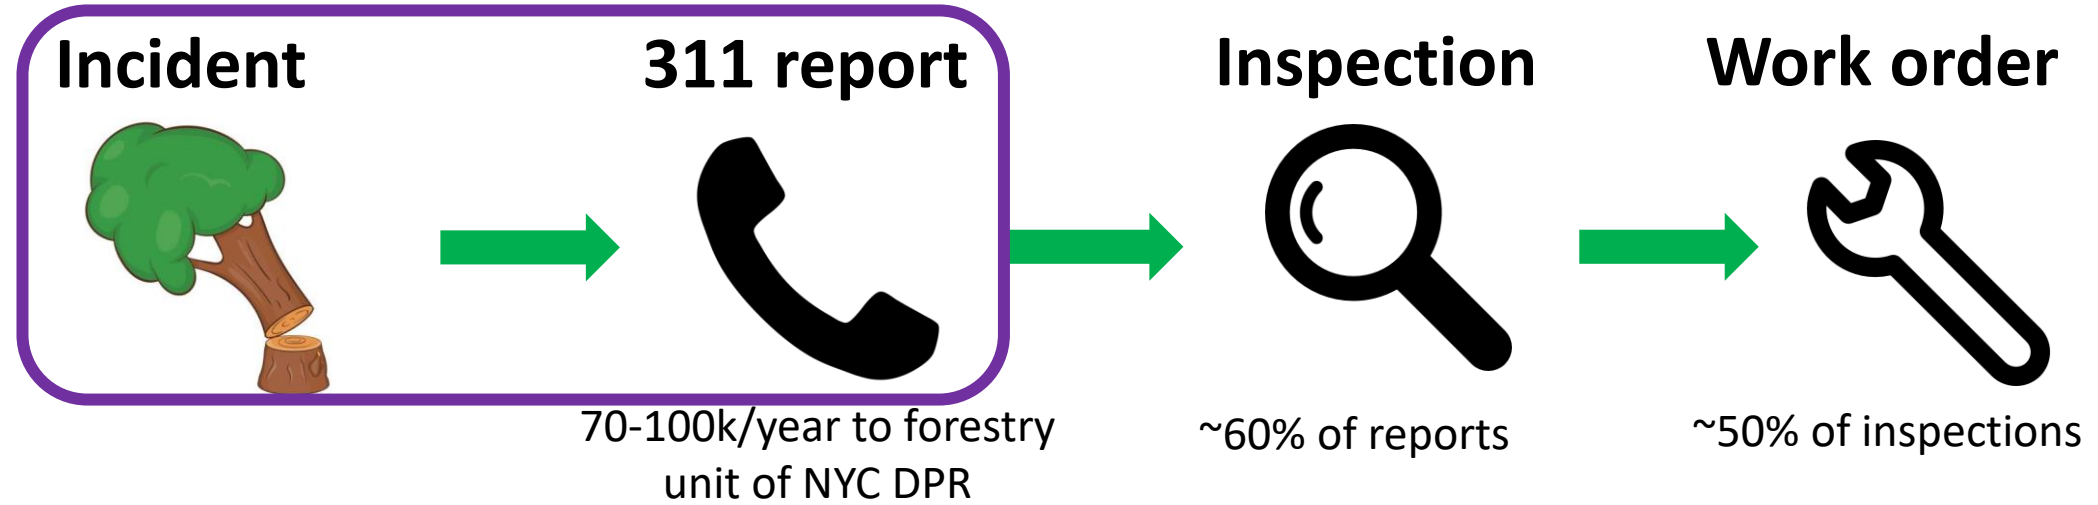 Incident
311 report
Inspection
Work order
70-100k/year to forestry
unit of NYC DPR
~60% of reports
~50% of inspections